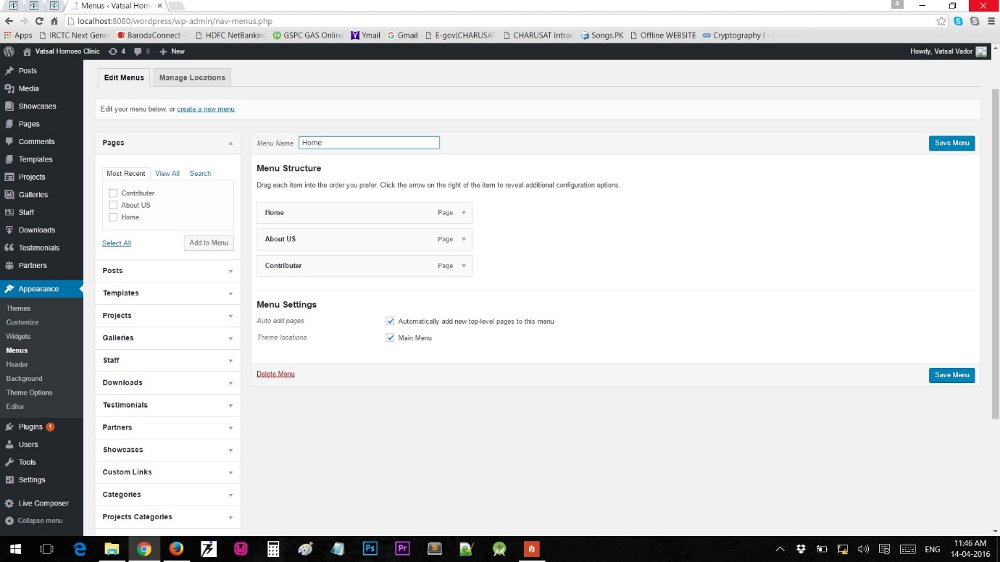 Menus ‹ Vatsal Hom
localhost:8080/wordpress/wp-admin/nav-menus.php
Apps IRCTC Next Gene BarodaConnect - HDFC NetBanking GSPC GAS Online Ymail Gmail E-gov(CHARUSAT CHARUSAT Intran Songs.PK Offline WEBSITE Cryptography I -
Vatsal Homoeo Clinic 4 0 New Howdy, Vatsal Vador
Posts
Media
Showcases
Pages
Comments
Templates
Projects
Galleries
Staff
Downloads
Testimonials
Partners
Appearance
Themes
Customize
Widgets
Menus
Header
Background
Theme Options
Editor
Plugins 1
Users
Tools
Settings
Live Composer
Collapse menu
Edit Menus Manage Locations
Edit your menu below, or create a new menu.
Pages
Most Recent View All Search
Contributer
About US
Home
Select All Add to Menu
Posts
Templates
Projects
Galleries
Staff
Downloads
Testimonials
Partners
Showcases
Custom Links
Categories
Projects Categories
Menu Name Home Save Menu
Menu Structure
Drag each item into the order you prefer. Click the arrow on the right of the item to reveal additional configuration options.
Home Page
About US Page
Contributer Page
Menu Settings
Auto add pages Automatically add new top-level pages to this menu
Theme locations Main Menu
Delete Menu Save Menu
Ps Pr S
ENG
11:46 AM
14-04-2016